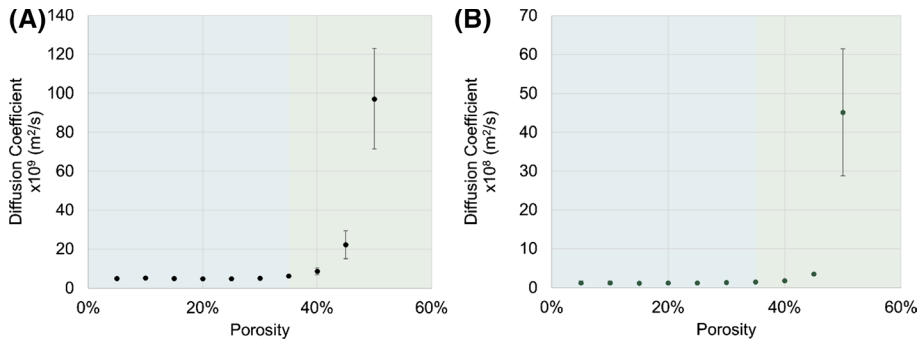 (A)
140
120
100
80
60
40
20
0
Diffusion Coefficient
x10⁹ (m²/s)
0% 20% 40% 60%
Porosity
(B)
70
60
50
40
30
20
10
0
Diffusion Coefficient
x10⁸ (m²/s)
0% 20% 40% 60%
Porosity